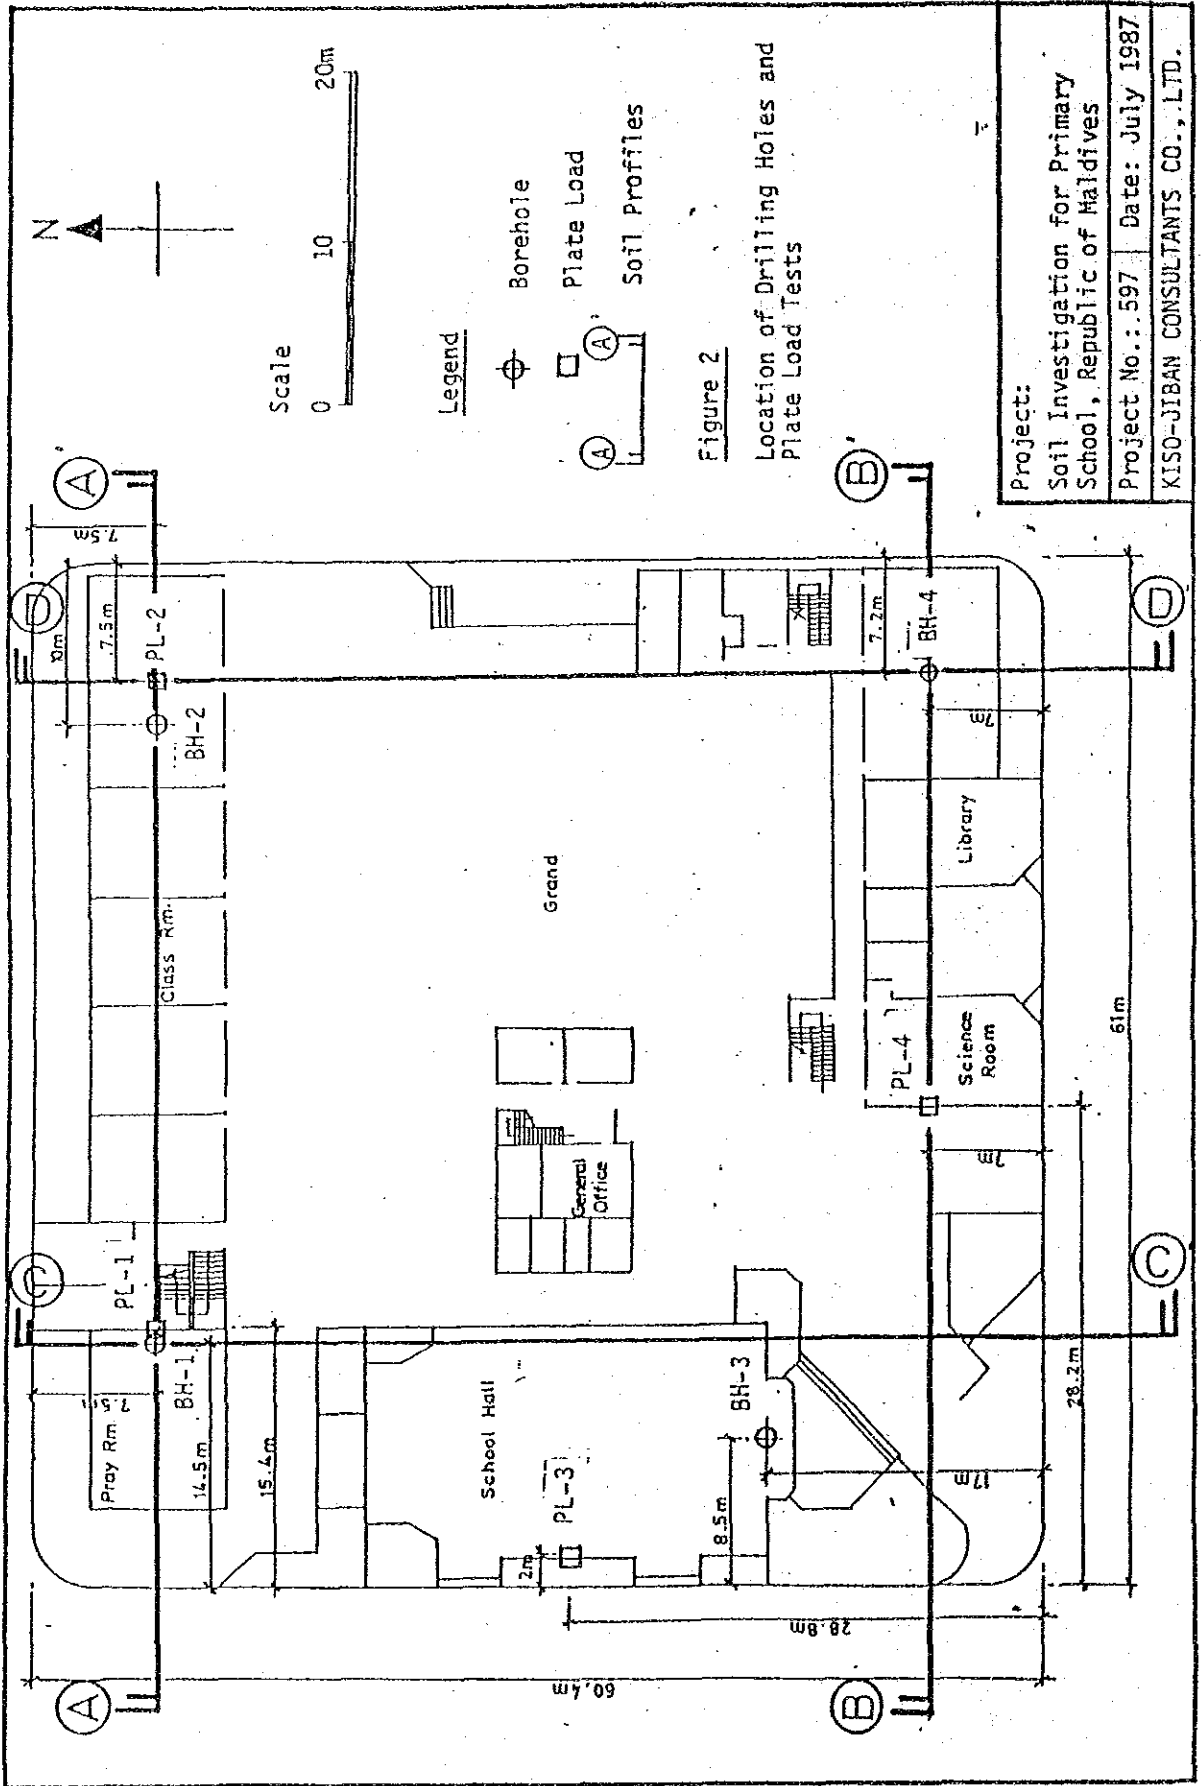 N
Scale
0 10 20m
Legend
Borehole
Plate Load
A A'
Soil Profiles
Figure 2
Location of Drilling Holes and
Plate Load Tests
Project:
Soil Investigation for Primary
School, Republic of Maldives
Project No.:.597 Date: July 1987
KISO-JIBAN CONSULTANTS CO.,.LTD.
A
A'
B
B'
C
C'
D
D'
7.5m
10m
7.5m
PL-2
BH-2
Class Rm.
PL-1
BH-1
Pray Rm.
7.5m
14.5m
15.4m
School Hall
PL-3
2m
BH-3
8.5m
17m
28.8m
60.4m
General
Office
Grand
7.2m
BH-4
7m
Library
PL-4
Science
Room
7m
28.2m
61m